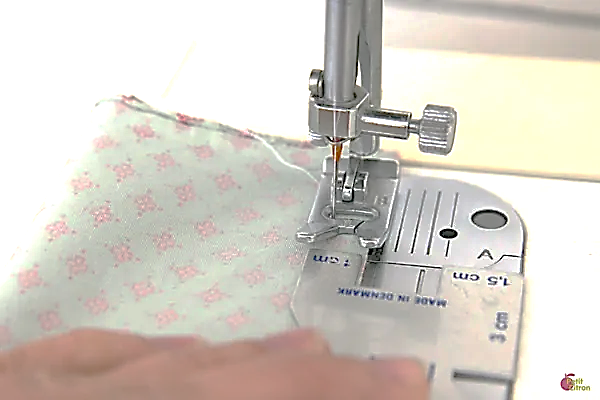 A
1 cm
1,5 cm
MADE IN DENMARK
3 cm
Petit
citron